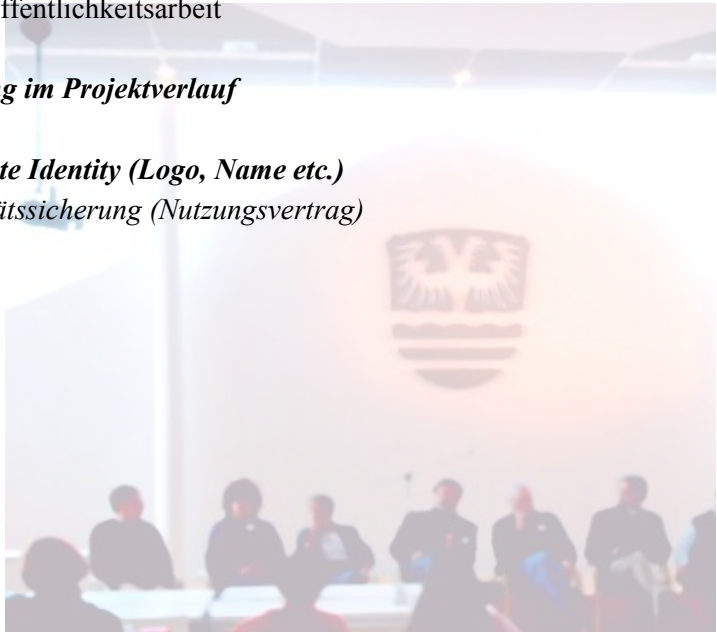 ffentlichkeitsarbeit
g im Projektverlauf
te Identity (Logo, Name etc.)
ätssicherung (Nutzungsvertrag)